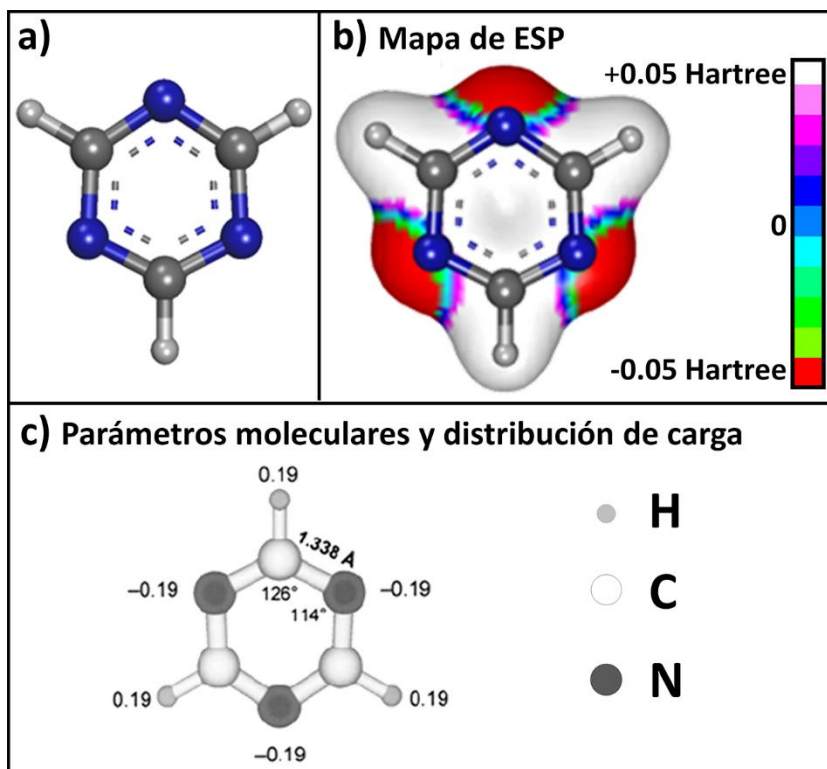 a)
b) Mapa de ESP
+0.05 Hartree
0
-0.05 Hartree
c) Parámetros moleculares y distribución de carga
0.19
1.338 Å
–0.19
126°
114°
–0.19
0.19
0.19
–0.19
H
C
N